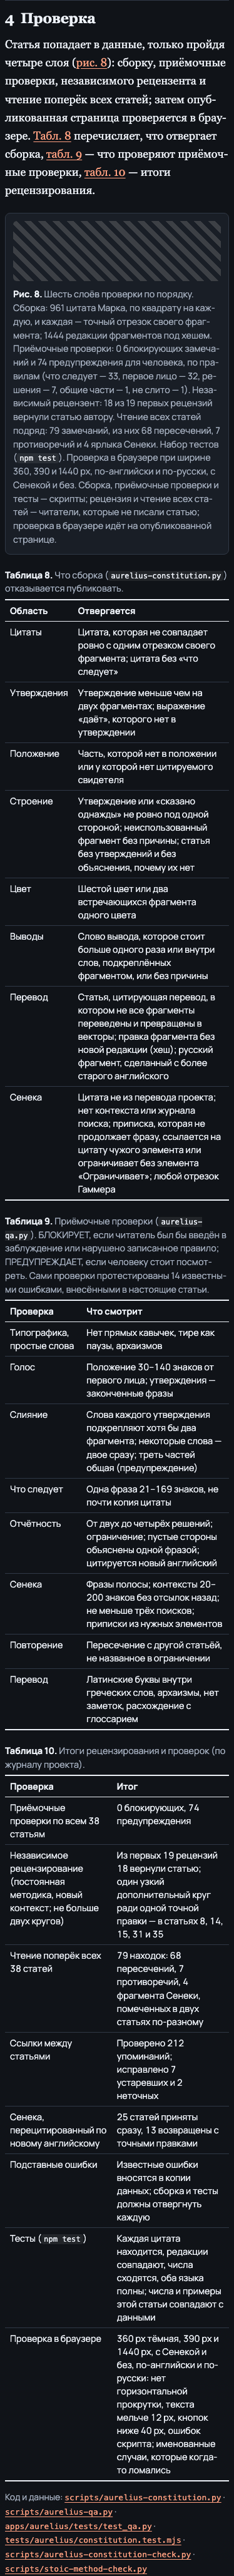 4 Проверка
Статья попадает в данные, только пройдя
четыре слоя (рис. 8): сборку, приёмочные
проверки, независимого рецензента и
чтение поперёк всех статей; затем опуб-
ликованная страница проверяется в брау-
зере. Табл. 8 перечисляет, что отвергает
сборка, табл. 9 — что проверяют приёмоч-
ные проверки, табл. 10 — итоги
рецензирования.
Рис. 8. Шесть слоёв проверки по порядку.
Сборка: 961 цитата Марка, по квадрату на каж-
дую, и каждая — точный отрезок своего фраг-
мента; 1444 редакции фрагментов под хешем.
Приёмочные проверки: 0 блокирующих замеча-
ний и 74 предупреждения для человека, по пра-
вилам (что следует — 33, первое лицо — 32, ре-
шения — 7, общие части — 1, не слито — 1). Неза-
висимый рецензент: 18 из 19 первых рецензий
вернули статью автору. Чтение всех статей
подряд: 79 замечаний, из них 68 пересечений, 7
противоречий и 4 ярлыка Сенеки. Набор тестов
(npm test). Проверка в браузере при ширине
360, 390 и 1440 px, по-английски и по-русски, с
Сенекой и без. Сборка, приёмочные проверки и
тесты — скрипты; рецензия и чтение всех ста-
тей — читатели, которые не писали статью;
проверка в браузере идёт на опубликованной
странице.
Таблица 8. Что сборка (aurelius-constitution.py)
отказывается публиковать.
Область Отвергается
Цитаты Цитата, которая не совпадает
ровно с одним отрезком своего
фрагмента; цитата без «что
следует»
Утверждения Утверждение меньше чем на
двух фрагментах; выражение
«даёт», которого нет в
утверждении
Положение Часть, которой нет в положении
или у которой нет цитируемого
свидетеля
Строение Утверждение или «сказано
однажды» не ровно под одной
стороной; неиспользованный
фрагмент без причины; статья
без утверждений и без
объяснения, почему их нет
Цвет Шестой цвет или два
встречающихся фрагмента
одного цвета
Выводы Слово вывода, которое стоит
больше одного раза или внутри
слов, подкреплённых
фрагментом, или без причины
Перевод Статья, цитирующая перевод, в
котором не все фрагменты
переведены и превращены в
векторы; правка фрагмента без
новой редакции (хеш); русский
фрагмент, сделанный с более
старого английского
Сенека Цитата не из перевода проекта;
нет контекста или журнала
поиска; приписка, которая не
продолжает фразу, ссылается на
цитату чужого элемента или
ограничивает без элемента
«Ограничивает»; любой отрезок
Гаммера
Таблица 9. Приёмочные проверки (aurelius-
qa.py). БЛОКИРУЕТ, если читатель был бы введён в
заблуждение или нарушено записанное правило;
ПРЕДУПРЕЖДАЕТ, если человеку стоит посмот-
реть. Сами проверки протестированы 14 известны-
ми ошибками, внесёнными в настоящие статьи.
Проверка Что смотрит
Типографика, Нет прямых кавычек, тире как
простые слова паузы, архаизмов
Голос Положение 30–140 знаков от
первого лица; утверждения —
законченные фразы
Слияние Слова каждого утверждения
подкрепляют хотя бы два
фрагмента; некоторые слова —
двое сразу; треть частей
общая (предупреждение)
Что следует Одна фраза 21–169 знаков, не
почти копия цитаты
Отчётность От двух до четырёх решений;
ограничение; пустые стороны
объяснены одной фразой;
цитируется новый английский
Сенека Фразы полосы; контексты 20–
200 знаков без отсылок назад;
не меньше трёх поисков;
приписки из нужных элементов
Повторение Пересечение с другой статьёй,
не названное в ограничении
Перевод Латинские буквы внутри
греческих слов, архаизмы, нет
заметок, расхождение с
глоссарием
Таблица 10. Итоги рецензирования и проверок (по
журналу проекта).
Проверка Итог
Приёмочные 0 блокирующих, 74
проверки по всем 38 предупреждения
статьям
Независимое Из первых 19 рецензий
рецензирование 18 вернули статью;
(постоянная один узкий
методика, новый дополнительный круг
контекст; не больше ради одной точной
двух кругов) правки — в статьях 8, 14,
15, 31 и 35
Чтение поперёк всех 79 находок: 68
38 статей пересечений, 7
противоречий, 4
фрагмента Сенеки,
помеченных в двух
статьях по-разному
Ссылки между Проверено 212
статьями упоминаний;
исправлено 7
устаревших и 2
неточных
Сенека, 25 статей приняты
перецитированный по сразу, 13 возвращены с
новому английскому точными правками
Подставные ошибки Известные ошибки
вносятся в копии
данных; сборка и тесты
должны отвергнуть
каждую
Тесты (npm test) Каждая цитата
находится, редакции
совпадают, числа
сходятся, оба языка
полны; числа и примеры
этой статьи совпадают с
данными
Проверка в браузере 360 px тёмная, 390 px и
1440 px, с Сенекой и
без, по-английски и по-
русски: нет
горизонтальной
прокрутки, текста
мельче 12 px, кнопок
ниже 40 px, ошибок
скрипта; именованные
случаи, которые когда-
то ломались
Код и данные: scripts/aurelius-constitution.py ·
scripts/aurelius-qa.py ·
apps/aurelius/tests/test_qa.py ·
tests/aurelius/constitution.test.mjs ·
scripts/aurelius-constitution-check.py ·
scripts/stoic-method-check.py